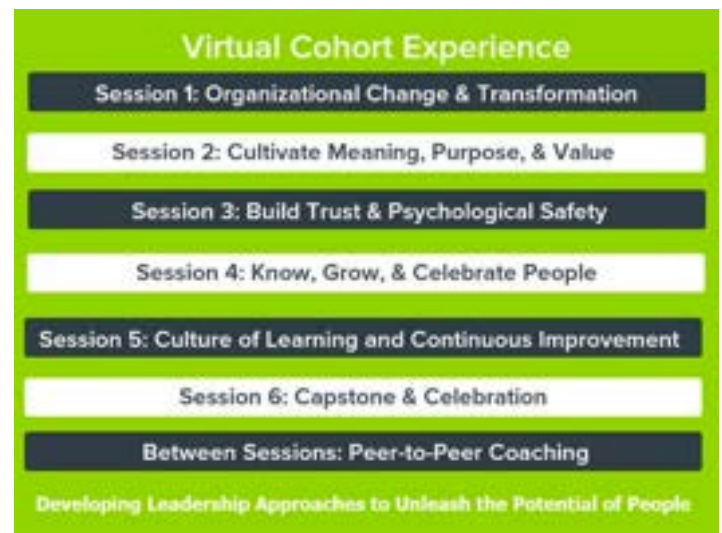 Virtual Cohort Experience
Session 1: Organizational Change & Transformation
Session 2: Cultivate Meaning, Purpose, & Value
Session 3: Build Trust & Psychological Safety
Session 4: Know, Grow, & Celebrate People
Session 5: Culture of Learning and Continuous Improvement
Session 6: Capstone & Celebration
Between Sessions: Peer-to-Peer Coaching
Developing Leadership Approaches to Unleash the Potential of People